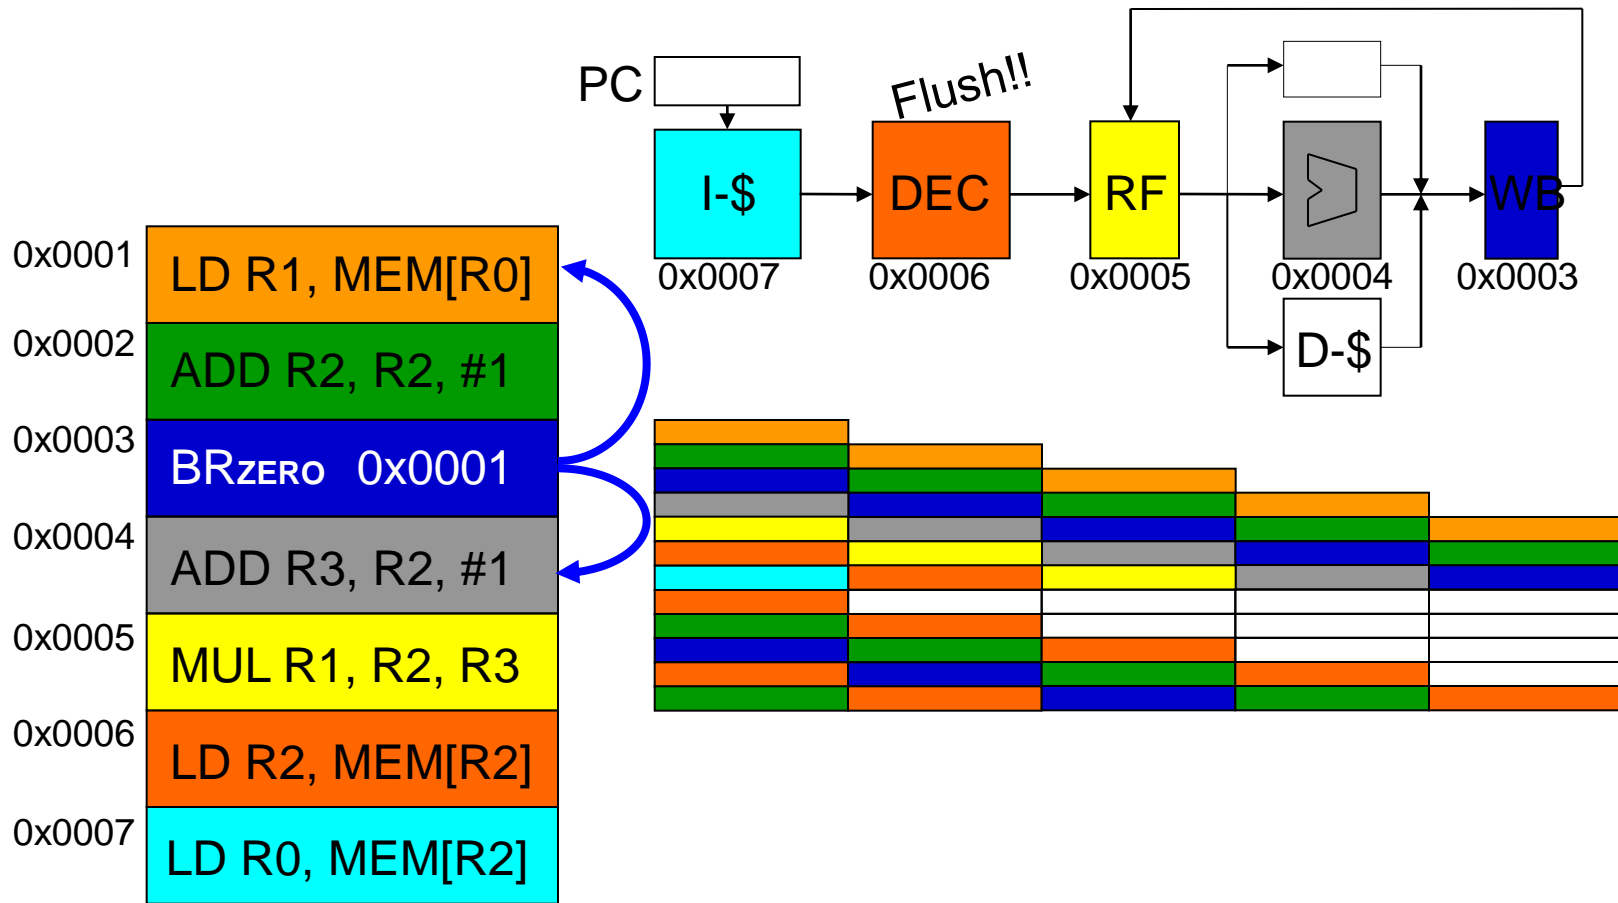 PC
Flush!!
I-$
DEC
RF
WB
0x0007
0x0006
0x0005
0x0004
0x0003
D-$
0x0001
LD R1, MEM[R0]
0x0002
ADD R2, R2, #1
0x0003
BRZERO 0x0001
0x0004
ADD R3, R2, #1
0x0005
MUL R1, R2, R3
0x0006
LD R2, MEM[R2]
0x0007
LD R0, MEM[R2]